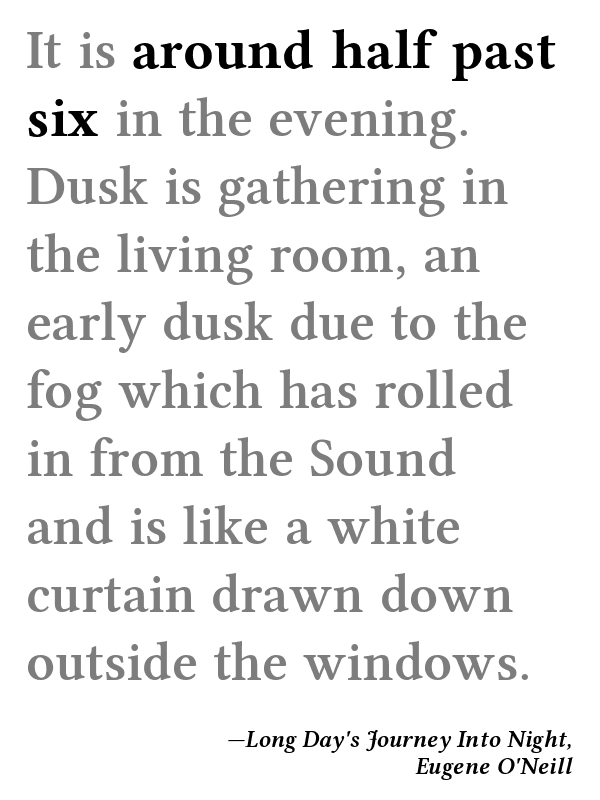 It is around half past
six in the evening.
Dusk is gathering in
the living room, an
early dusk due to the
fog which has rolled
in from the Sound
and is like a white
curtain drawn down
outside the windows.
—Long Day's Journey Into Night,
Eugene O'Neill